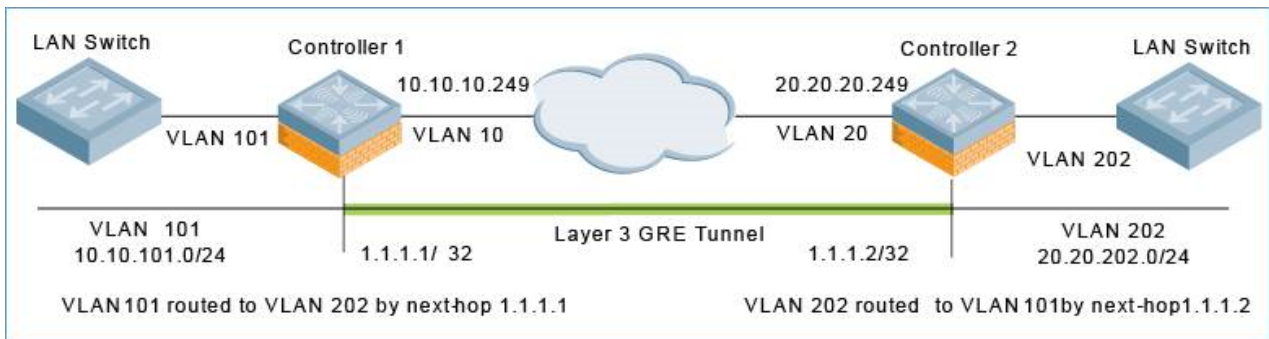 LAN Switch
Controller 1
Controller 2
LAN Switch
10.10.10.249
20.20.20.249
VLAN 101
VLAN 10
VLAN 20
VLAN 202
VLAN 101
10.10.101.0/24
1.1.1.1/ 32
Layer 3 GRE Tunnel
1.1.1.2/32
VLAN 202
20.20.202.0/24
VLAN101 routed to VLAN 202 by next-hop 1.1.1.1
VLAN 202 routed to VLAN101by next-hop1.1.1.2